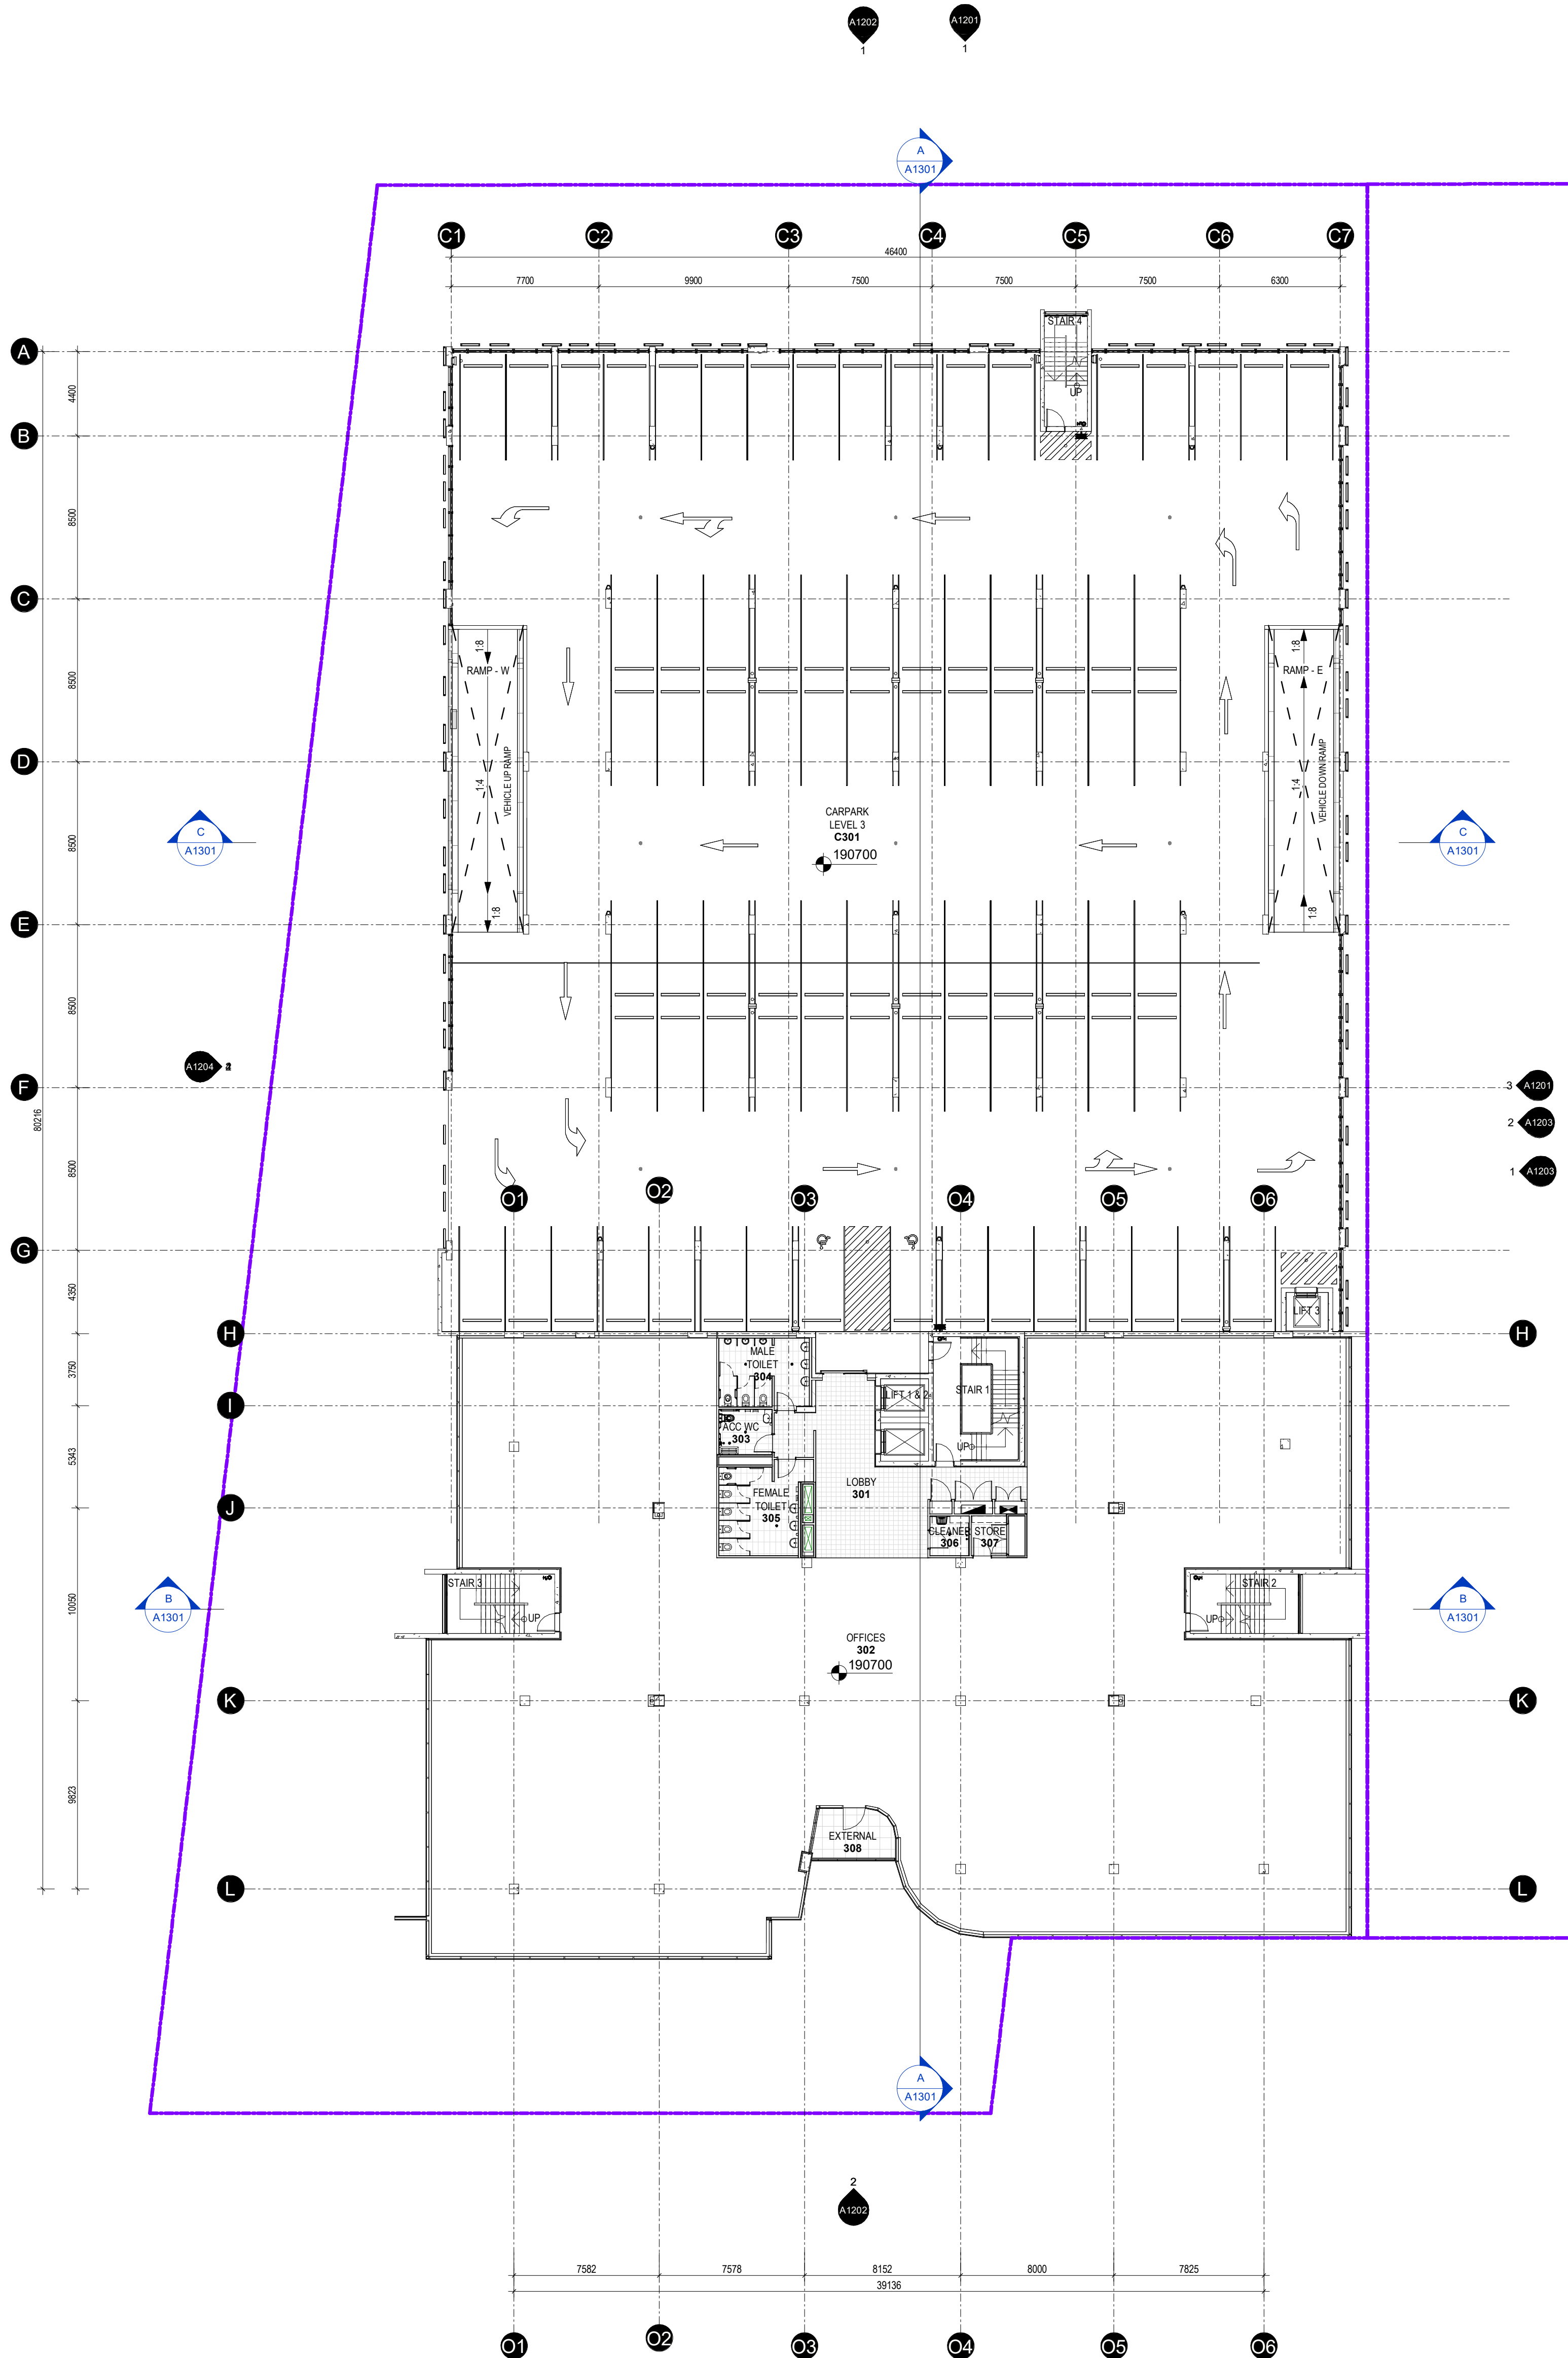 A1202
1
A1201
1
A
A1301
C1
C2
C3
C4
C5
C6
C7
46400
7700
9900
7500
7500
7500
6300
STAIR 4
UP
A
4400
B
8500
C
8500
D
8500
E
8500
F
8500
G
4350
80216
1:8
RAMP - W
VEHICLE UP RAMP
1:4
1:8
1:8
RAMP - E
VEHICLE DOWN RAMP
1:4
1:8
CARPARK
LEVEL 3
C301
190700
C
A1301
C
A1301
A1204
3
A1201
2
A1203
1
A1203
O1
O2
O3
O4
O5
O6
LIFT 3
H
H
3750
MALE
TOILET
304
LIFT 1 & 2
STAIR 1
UP
I
ACC WC
303
5343
LOBBY
301
FEMALE
TOILET
305
J
CLEANER
306
STORE
307
10050
B
A1301
STAIR 3
UP
STAIR 2
UP
B
A1301
OFFICES
302
190700
K
K
9823
EXTERNAL
308
L
L
A
A1301
2
A1202
7582
7578
8152
8000
7825
39136
O1
O2
O3
O4
O5
O6